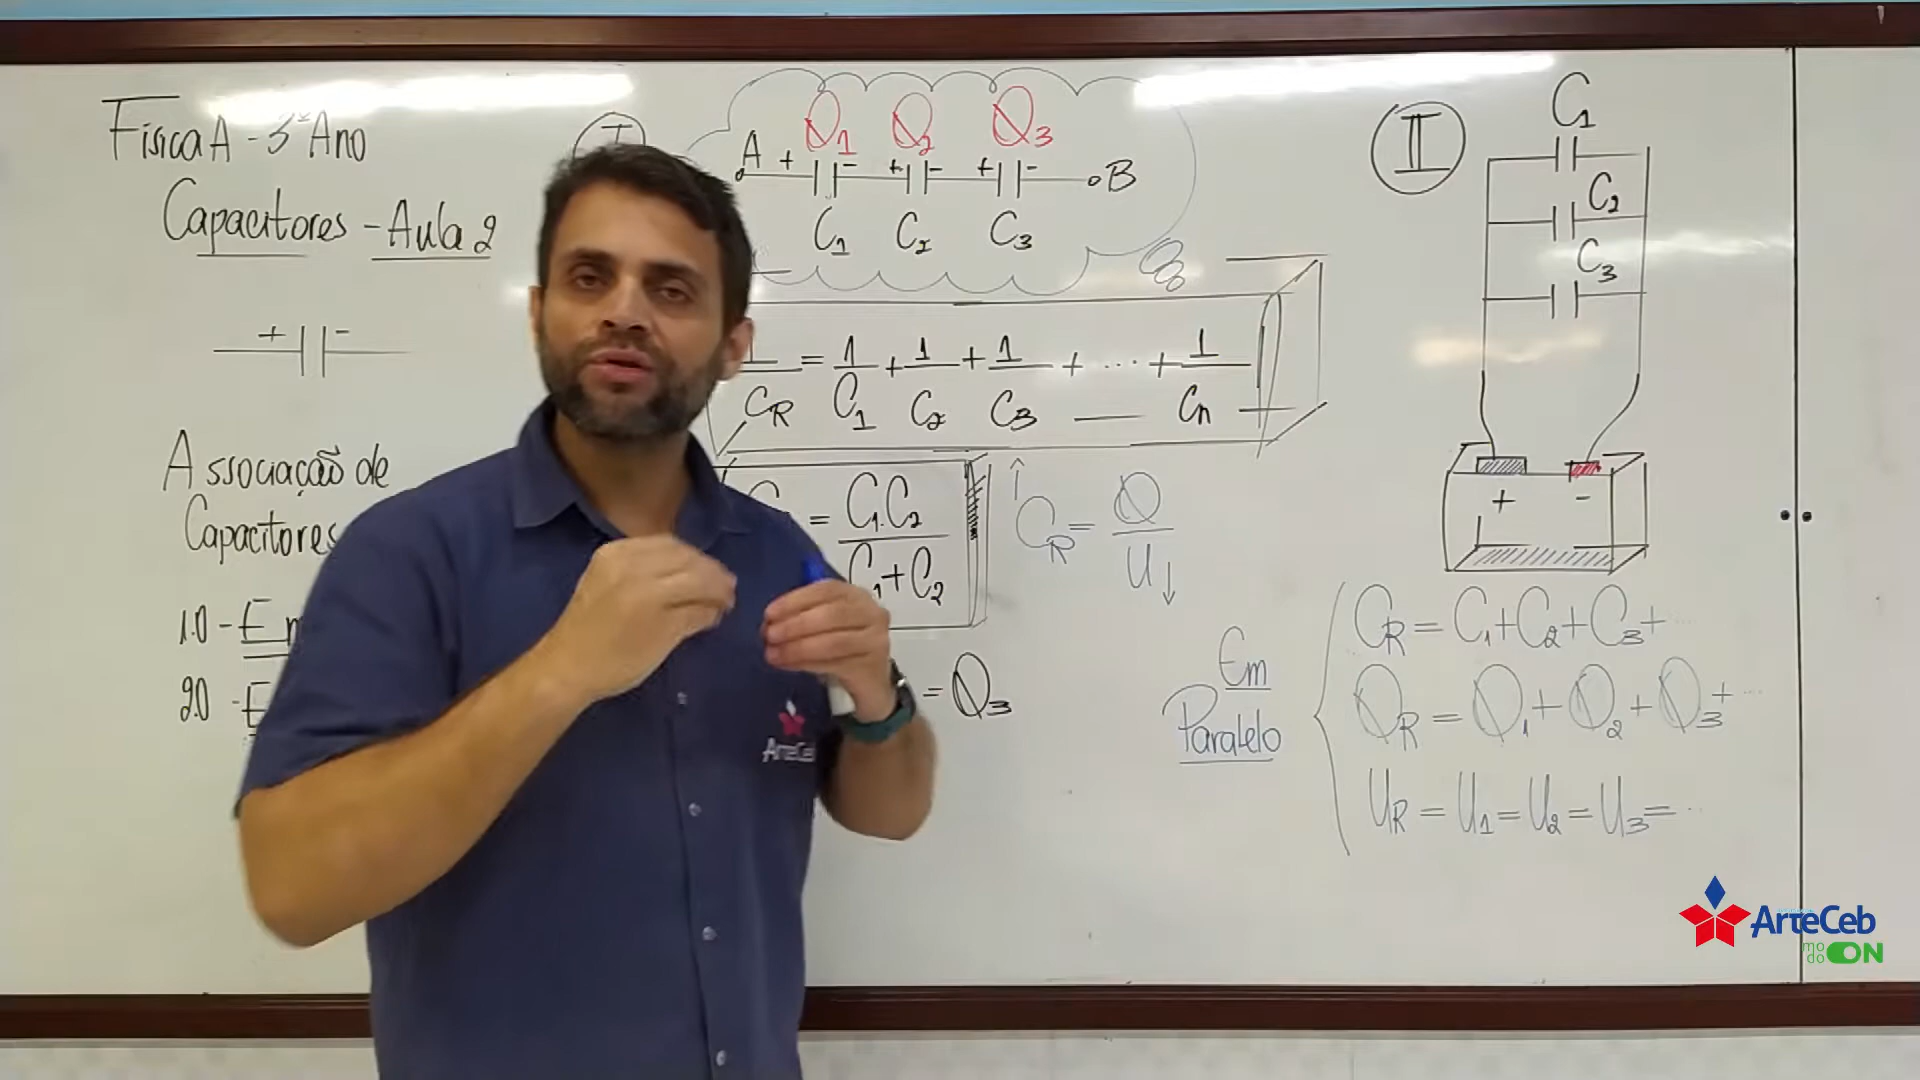 Física A - 3º Ano
Capacitores - Aula 2
+ -
Associação de
Capacitores
1.0 -
2.0 -
I
Q1 Q2 Q3
A + - + - + - B
C1 C2 C3
1/CR = 1/C1 + 1/C2 + 1/C3 + ... + 1/Cn
= C1.C2/C1+C2
↑CR = Q/U↓
= Q3
II
C1
C2
C3
+ -
Em
Paralelo
CR = C1+C2+C3+...
QR = Q1+Q2+Q3+...
UR = U1=U2=U3=...
ArteCeb
ArteCeb
modo ON